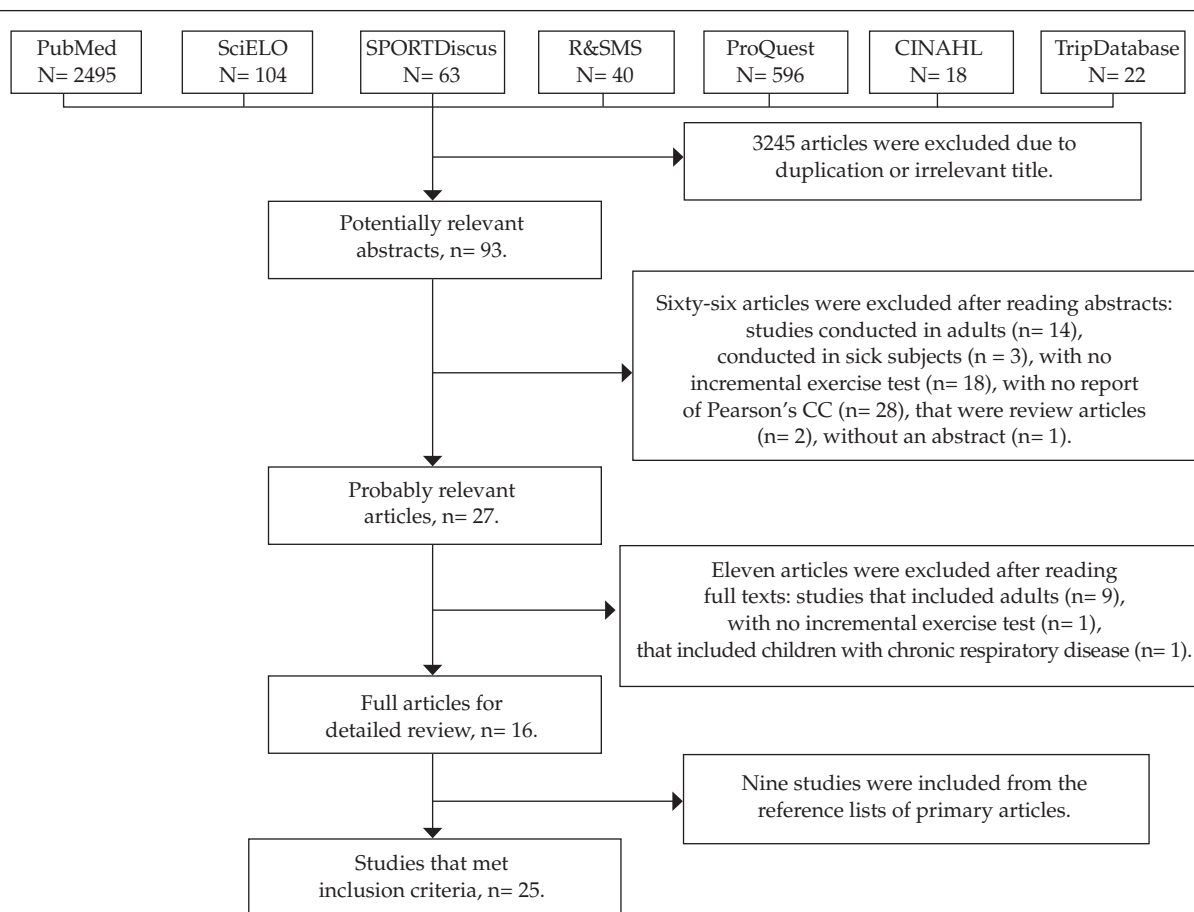 PubMed
N= 2495
SciELO
N= 104
SPORTDiscus
N= 63
R&SMS
N= 40
ProQuest
N= 596
CINAHL
N= 18
TripDatabase
N= 22
3245 articles were excluded due to
duplication or irrelevant title.
Potentially relevant
abstracts, n= 93.
Sixty-six articles were excluded after reading abstracts:
studies conducted in adults (n= 14),
conducted in sick subjects (n = 3), with no
incremental exercise test (n= 18), with no report
of Pearson's CC (n= 28), that were review articles
(n= 2), without an abstract (n= 1).
Probably relevant
articles, n= 27.
Eleven articles were excluded after reading
full texts: studies that included adults (n= 9),
with no incremental exercise test (n= 1),
that included children with chronic respiratory disease (n= 1).
Full articles for
detailed review, n= 16.
Nine studies were included from the
reference lists of primary articles.
Studies that met
inclusion criteria, n= 25.